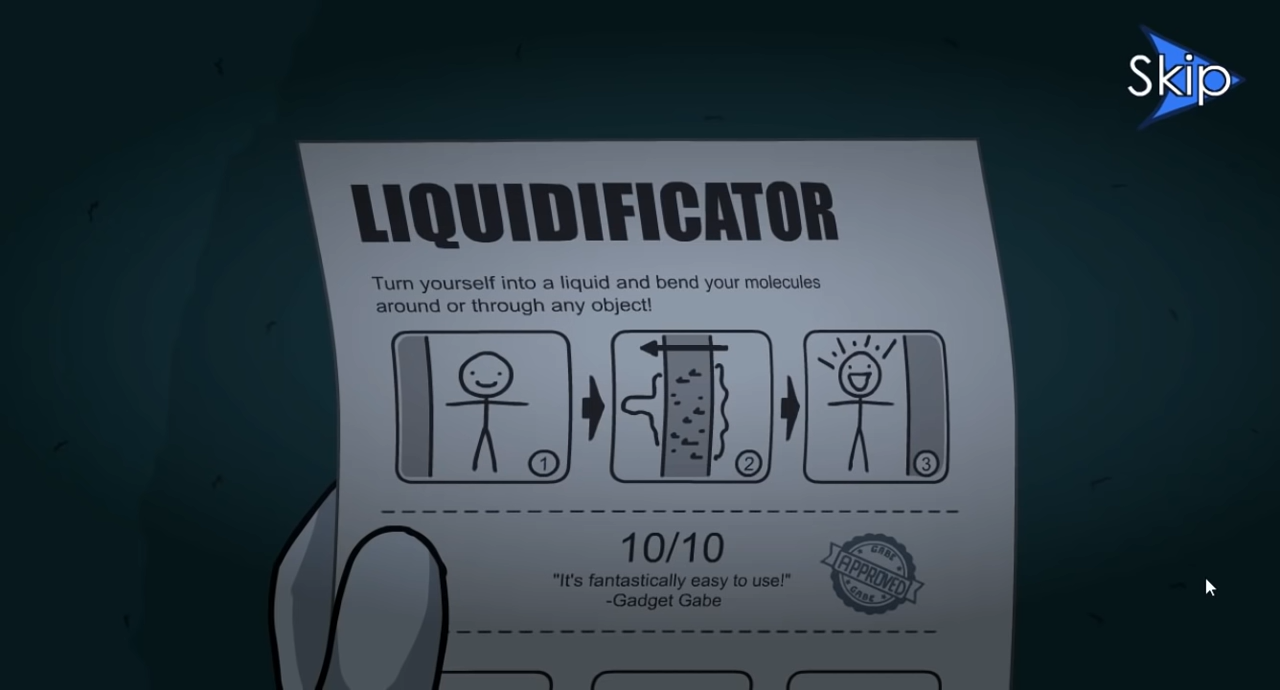 Skip
LIQUIDIFICATOR
Turn yourself into a liquid and bend your molecules
around or through any object!
1
2
3
10/10
"It's fantastically easy to use!"
-Gadget Gabe
GABE
APPROVED
GABE